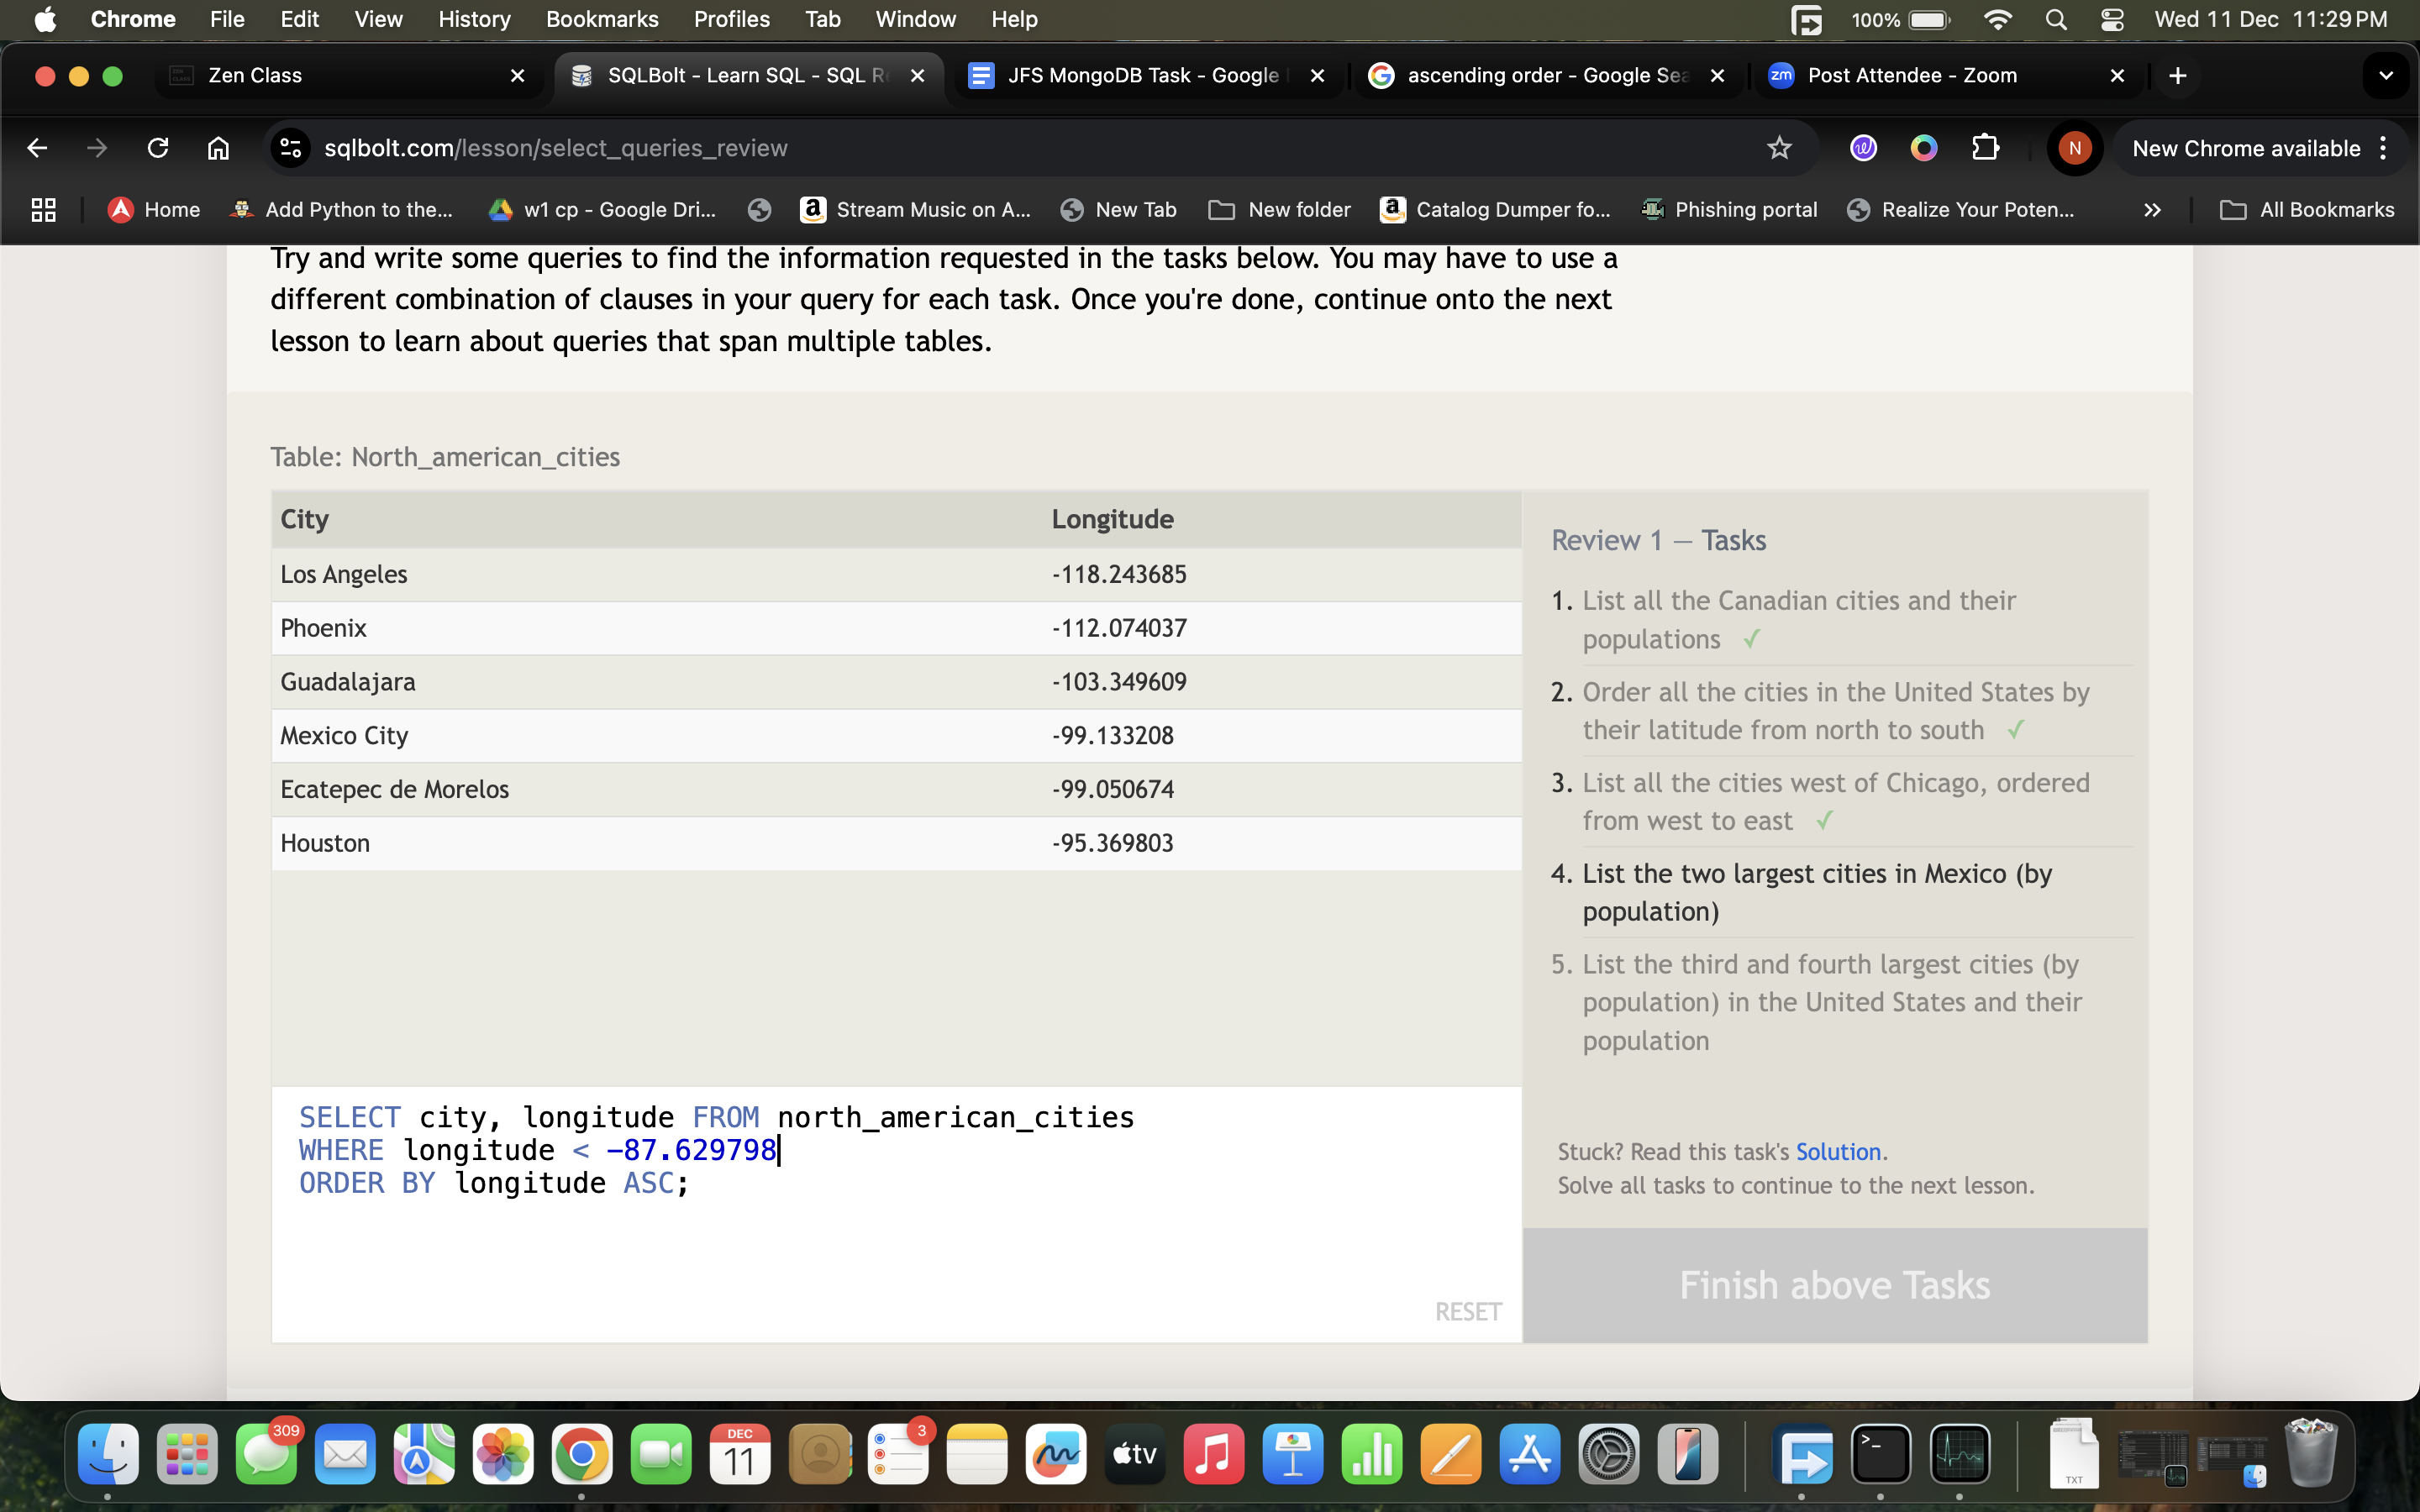 Chrome File Edit View History Bookmarks Profiles Tab Window Help 100% Wed 11 Dec 11:29 PM
Zen Class SQLBolt - Learn SQL - SQL Re JFS MongoDB Task - Google ascending order - Google Sea zm Post Attendee - Zoom
sqlbolt.com/lesson/select_queries_review N New Chrome available
Home Add Python to the... w1 cp - Google Dri... a Stream Music on A... New Tab New folder a Catalog Dumper fo... Phishing portal Realize Your Poten... All Bookmarks
Try and write some queries to find the information requested in the tasks below. You may have to use a
different combination of clauses in your query for each task. Once you're done, continue onto the next
lesson to learn about queries that span multiple tables.
Table: North_american_cities
City Longitude
Los Angeles -118.243685
Phoenix -112.074037
Guadalajara -103.349609
Mexico City -99.133208
Ecatepec de Morelos -99.050674
Houston -95.369803
SELECT city, longitude FROM north_american_cities
WHERE longitude < -87.629798
ORDER BY longitude ASC;
RESET
Review 1 — Tasks
1. List all the Canadian cities and their
populations ✓
2. Order all the cities in the United States by
their latitude from north to south ✓
3. List all the cities west of Chicago, ordered
from west to east ✓
4. List the two largest cities in Mexico (by
population)
5. List the third and fourth largest cities (by
population) in the United States and their
population
Stuck? Read this task's Solution.
Solve all tasks to continue to the next lesson.
Finish above Tasks
309 DEC 11 3 tv >_ TXT